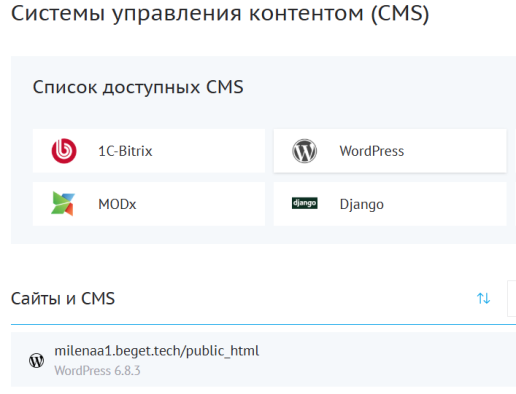 Системы управления контентом (CMS)
Список доступных CMS
1C-Bitrix
WordPress
MODx
django
Django
Сайты и CMS
milenaa1.beget.tech/public_html
WordPress 6.8.3